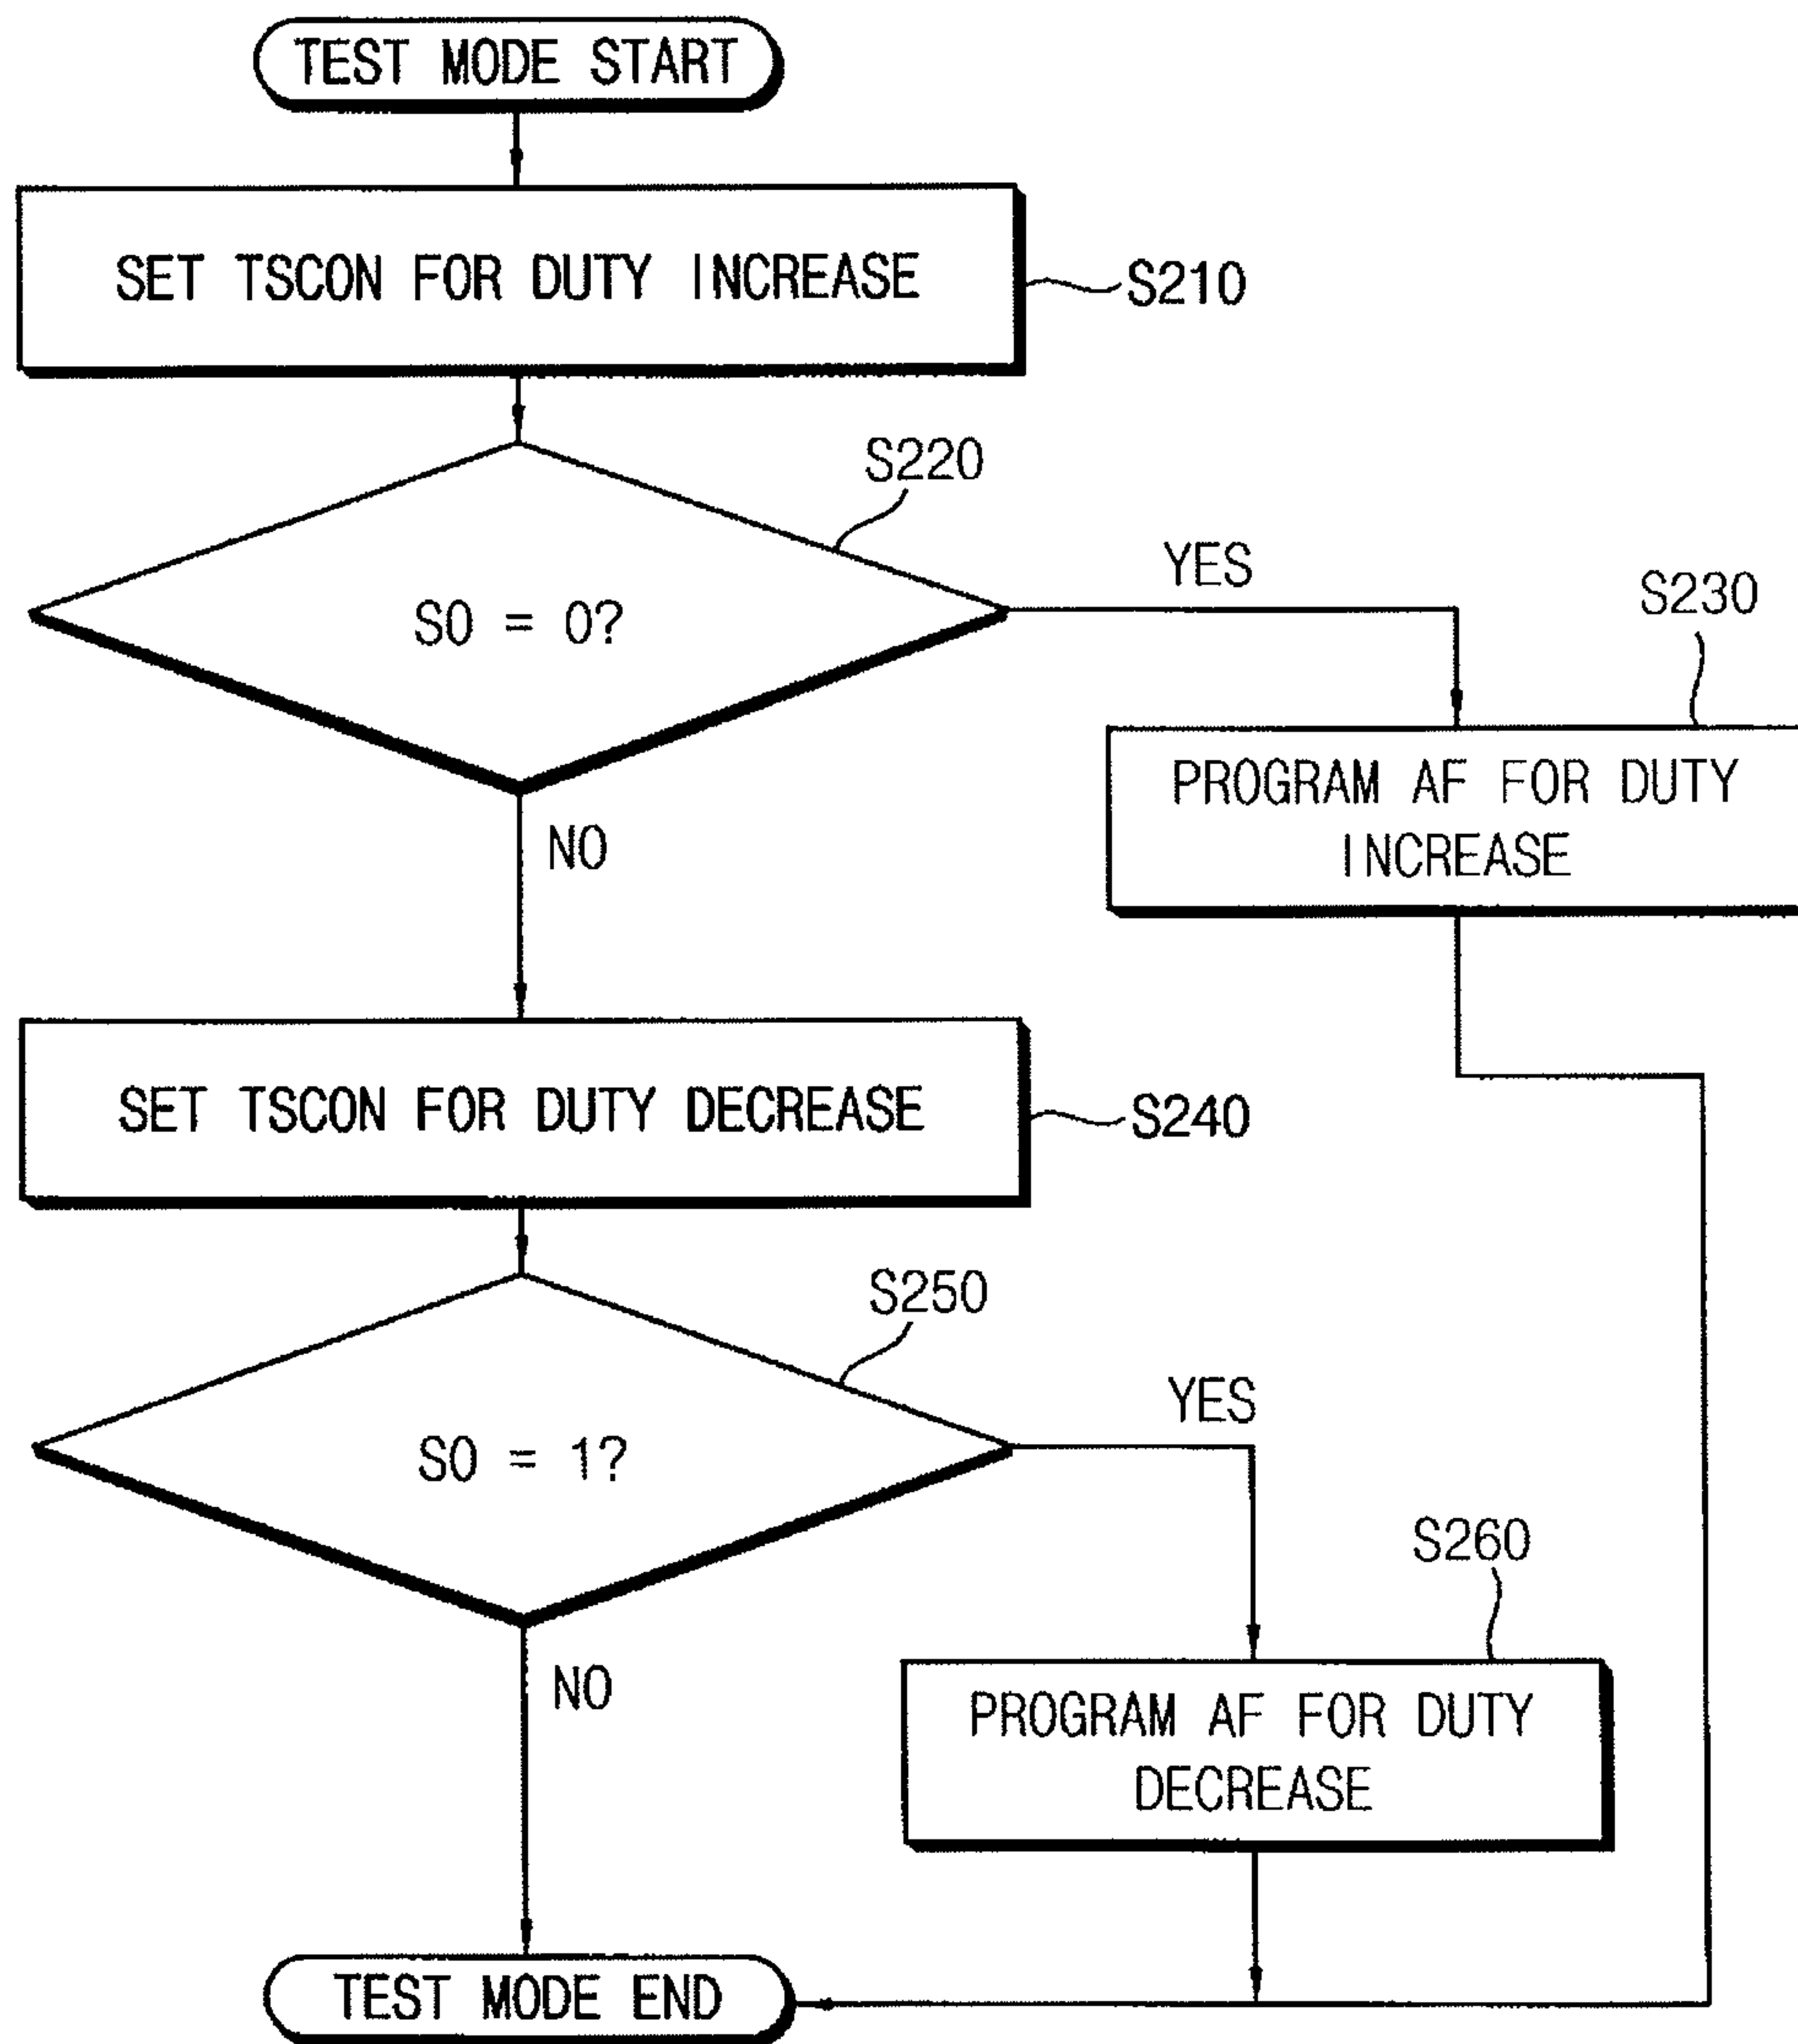 TEST MODE START
SET TSCON FOR DUTY INCREASE
S210
S220
S0 = 0?
YES
S230
PROGRAM AF FOR DUTY
INCREASE
NO
SET TSCON FOR DUTY DECREASE
S240
S250
S0 = 1?
YES
S260
PROGRAM AF FOR DUTY
DECREASE
NO
TEST MODE END